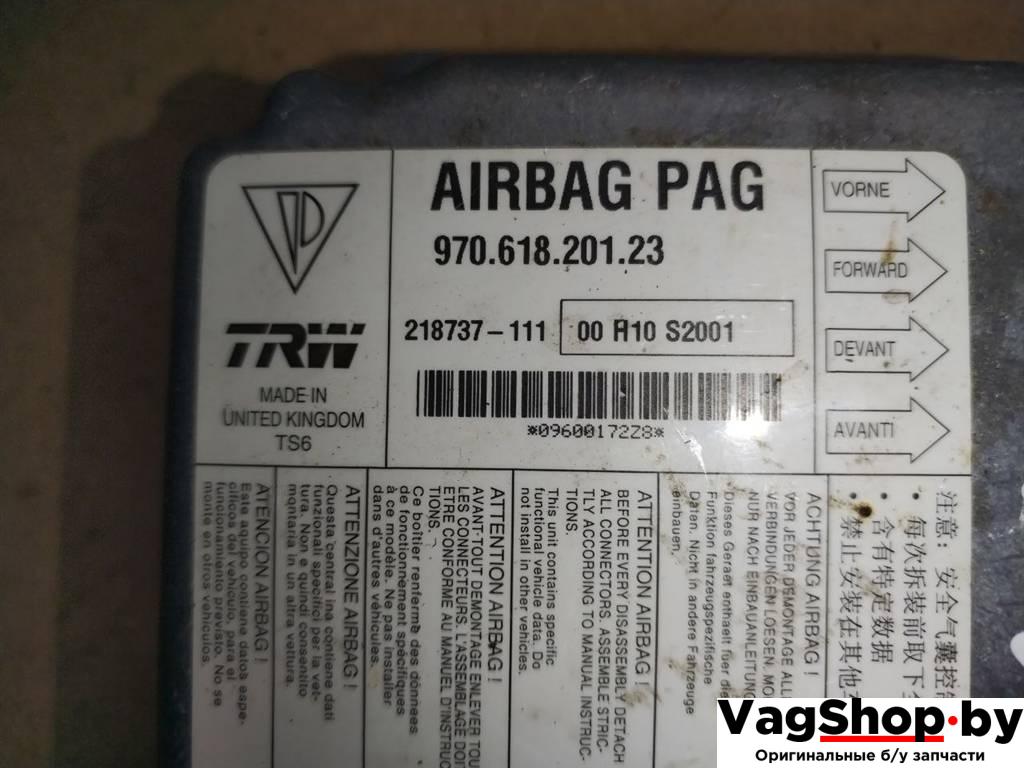 AIRBAG PAG
970.618.201.23
218737-111
00 H10 S2001
*09600172Z8*
TRW
MADE IN
UNITED KINGDOM
TS6
VORNE
FORWARD
DEVANT
AVANTI
ATENCION AIRBAG !
Este equipo contiene datos espe-
cificos del vehiculo, para el
funcionamiento previsto. No se
monte en otros vehiculos.
ATTENZIONE AIRBAG !
Questa centralina contiene dati
funzionali specifici per la vet-
tura. Non e quindi consentito
montarla in un altra vettura.
ATTENTION AIRBAG !
AVANT-TOUT DEMONTAGE ENLEVER TOU
LES CONNECTEURS. L'ASSEMBLAGE DOI
ETRE CONFORME AU MANUEL D'INSTRUC
TIONS.
Ce boîtier renferme des données
de fonctionnement spécifiques
à ce modèle. Ne pas installer
dans d'autres véhicules.
ATTENTION AIRBAG !
BEFORE EVERY DISASSEMBLY DETACH
ALL CONNECTORS. ASSEMBLE STRIC-
TLY ACCORDING TO MANUAL INSTRUC-
TIONS.
This unit contains specific
functional vehicle data. Do
not install in other vehicles.
ACHTUNG AIRBAG !
VOR JEDER DEMONTAGE ALL
VERBINDUNGEN LOESEN. MO
NUR NACH EINBAUANLEITUNG
Dieses Geraet enthaelt fuer di
Funktion fahrzeugspezifische
Daten. Nicht in andere Fahrzeuge
einbauen.
注意: 安全气囊控
• 每次拆装前取下全
• 含有特定数据
• 禁止安装在其他
VagShop.by
Оригинальные б/у запчасти